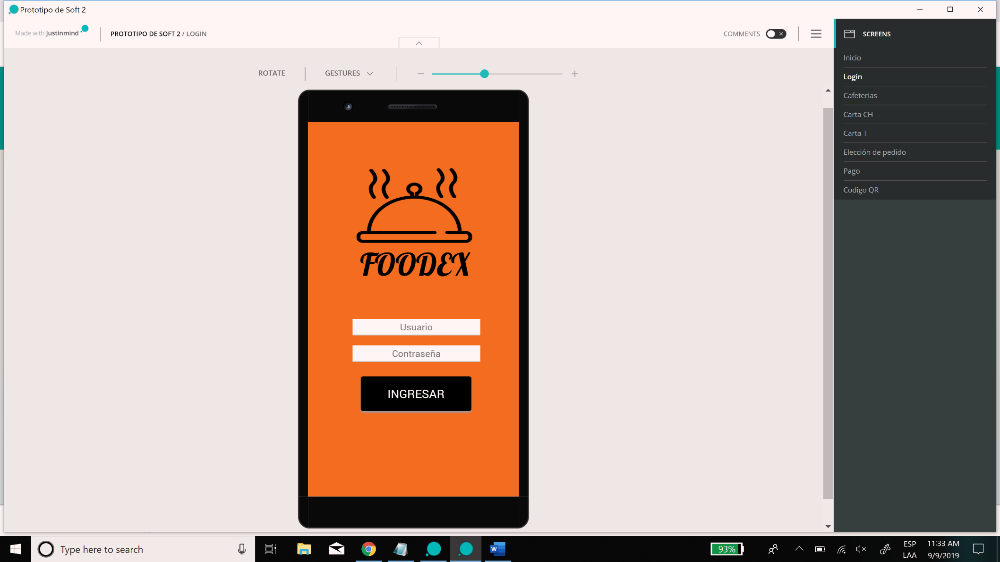 Prototipo de Soft 2
Made with Justinmind
PROTOTIPO DE SOFT 2 / LOGIN
COMMENTS
SCREENS
Inicio
Login
Cafeterias
Carta CH
Carta T
Elección de pedido
Pago
Codigo QR
ROTATE
GESTURES
FOODEX
Usuario
Contraseña
INGRESAR
Type here to search
93%
ESP
LAA
11:33 AM
9/9/2019